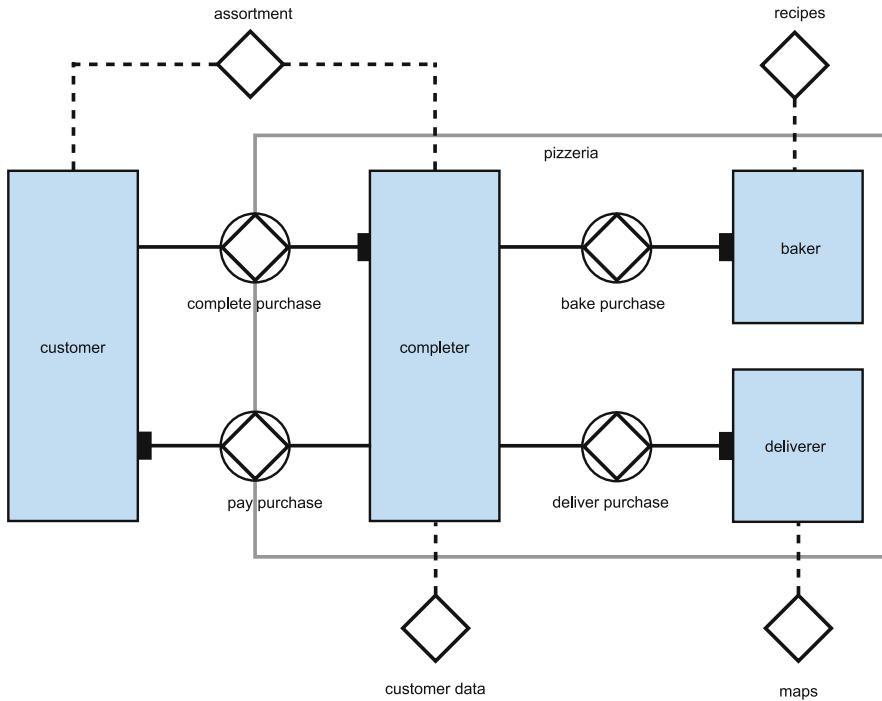 assortment
recipes
pizzeria
complete purchase
bake purchase
baker
customer
completer
pay purchase
deliver purchase
deliverer
customer data
maps